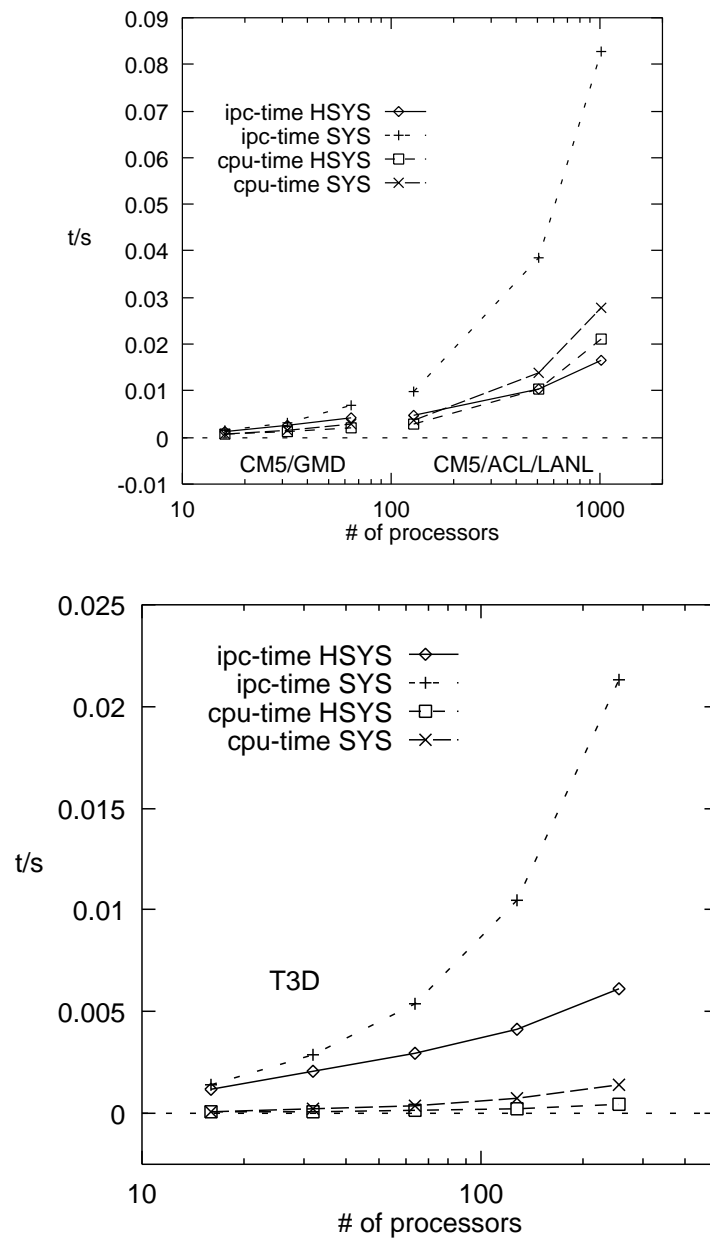 0.09
0.08
0.07
0.06
0.05
0.04
0.03
0.02
0.01
0
-0.01
t/s
ipc-time HSYS
ipc-time SYS
cpu-time HSYS
cpu-time SYS
CM5/GMD
CM5/ACL/LANL
10
100
1000
# of processors
0.025
0.02
0.015
0.01
0.005
0
t/s
ipc-time HSYS
ipc-time SYS
cpu-time HSYS
cpu-time SYS
T3D
10
100
# of processors